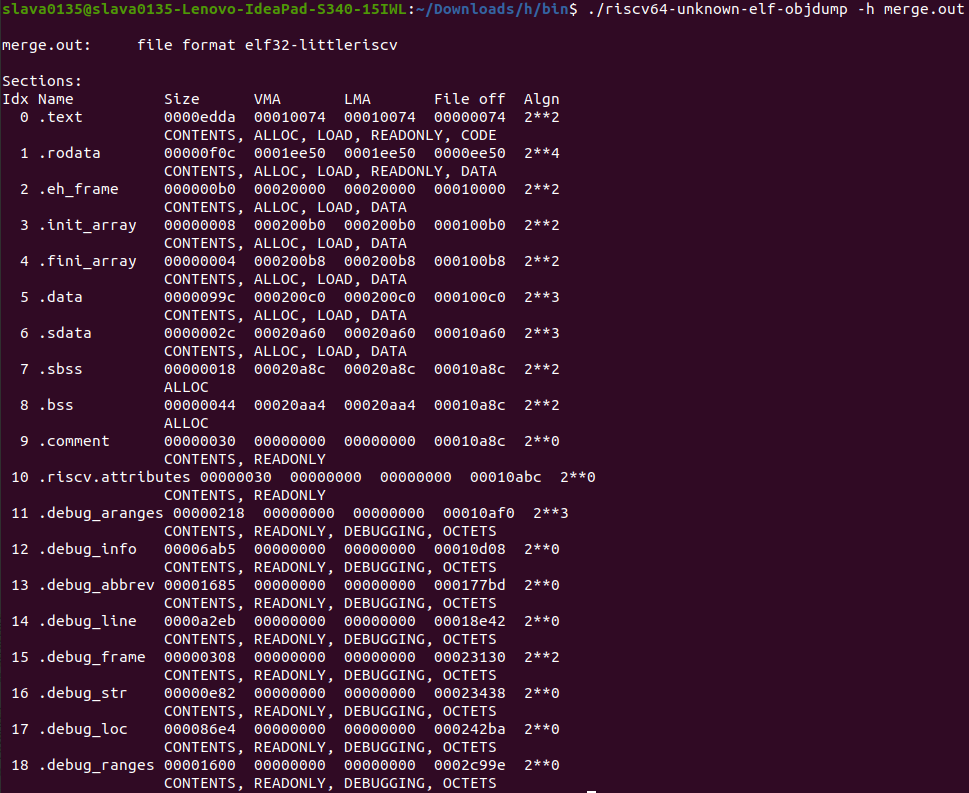 slava0135@slava0135-Lenovo-IdeaPad-S340-15IWL:~/Downloads/h/bin$ ./riscv64-unknown-elf-objdump -h merge.out

merge.out:     file format elf32-littleriscv

Sections:
Idx Name          Size      VMA       LMA       File off  Algn
  0 .text         0000edda  00010074  00010074  00000074  2**2
                  CONTENTS, ALLOC, LOAD, READONLY, CODE
  1 .rodata       00000f0c  0001ee50  0001ee50  0000ee50  2**4
                  CONTENTS, ALLOC, LOAD, READONLY, DATA
  2 .eh_frame     000000b0  00020000  00020000  00010000  2**2
                  CONTENTS, ALLOC, LOAD, DATA
  3 .init_array   00000008  000200b0  000200b0  000100b0  2**2
                  CONTENTS, ALLOC, LOAD, DATA
  4 .fini_array   00000004  000200b8  000200b8  000100b8  2**2
                  CONTENTS, ALLOC, LOAD, DATA
  5 .data         0000099c  000200c0  000200c0  000100c0  2**3
                  CONTENTS, ALLOC, LOAD, DATA
  6 .sdata        0000002c  00020a60  00020a60  00010a60  2**3
                  CONTENTS, ALLOC, LOAD, DATA
  7 .sbss         00000018  00020a8c  00020a8c  00010a8c  2**2
                  ALLOC
  8 .bss          00000044  00020aa4  00020aa4  00010a8c  2**2
                  ALLOC
  9 .comment      00000030  00000000  00000000  00010a8c  2**0
                  CONTENTS, READONLY
 10 .riscv.attributes 00000030  00000000  00000000  00010abc  2**0
                  CONTENTS, READONLY
 11 .debug_aranges 00000218  00000000  00000000  00010af0  2**3
                  CONTENTS, READONLY, DEBUGGING, OCTETS
 12 .debug_info   00006ab5  00000000  00000000  00010d08  2**0
                  CONTENTS, READONLY, DEBUGGING, OCTETS
 13 .debug_abbrev 00001685  00000000  00000000  000177bd  2**0
                  CONTENTS, READONLY, DEBUGGING, OCTETS
 14 .debug_line   0000a2eb  00000000  00000000  00018e42  2**0
                  CONTENTS, READONLY, DEBUGGING, OCTETS
 15 .debug_frame  00000308  00000000  00000000  00023130  2**2
                  CONTENTS, READONLY, DEBUGGING, OCTETS
 16 .debug_str    00000e82  00000000  00000000  00023438  2**0
                  CONTENTS, READONLY, DEBUGGING, OCTETS
 17 .debug_loc    000086e4  00000000  00000000  000242ba  2**0
                  CONTENTS, READONLY, DEBUGGING, OCTETS
 18 .debug_ranges 00001600  00000000  00000000  0002c99e  2**0
                  CONTENTS, READONLY, DEBUGGING, OCTETS